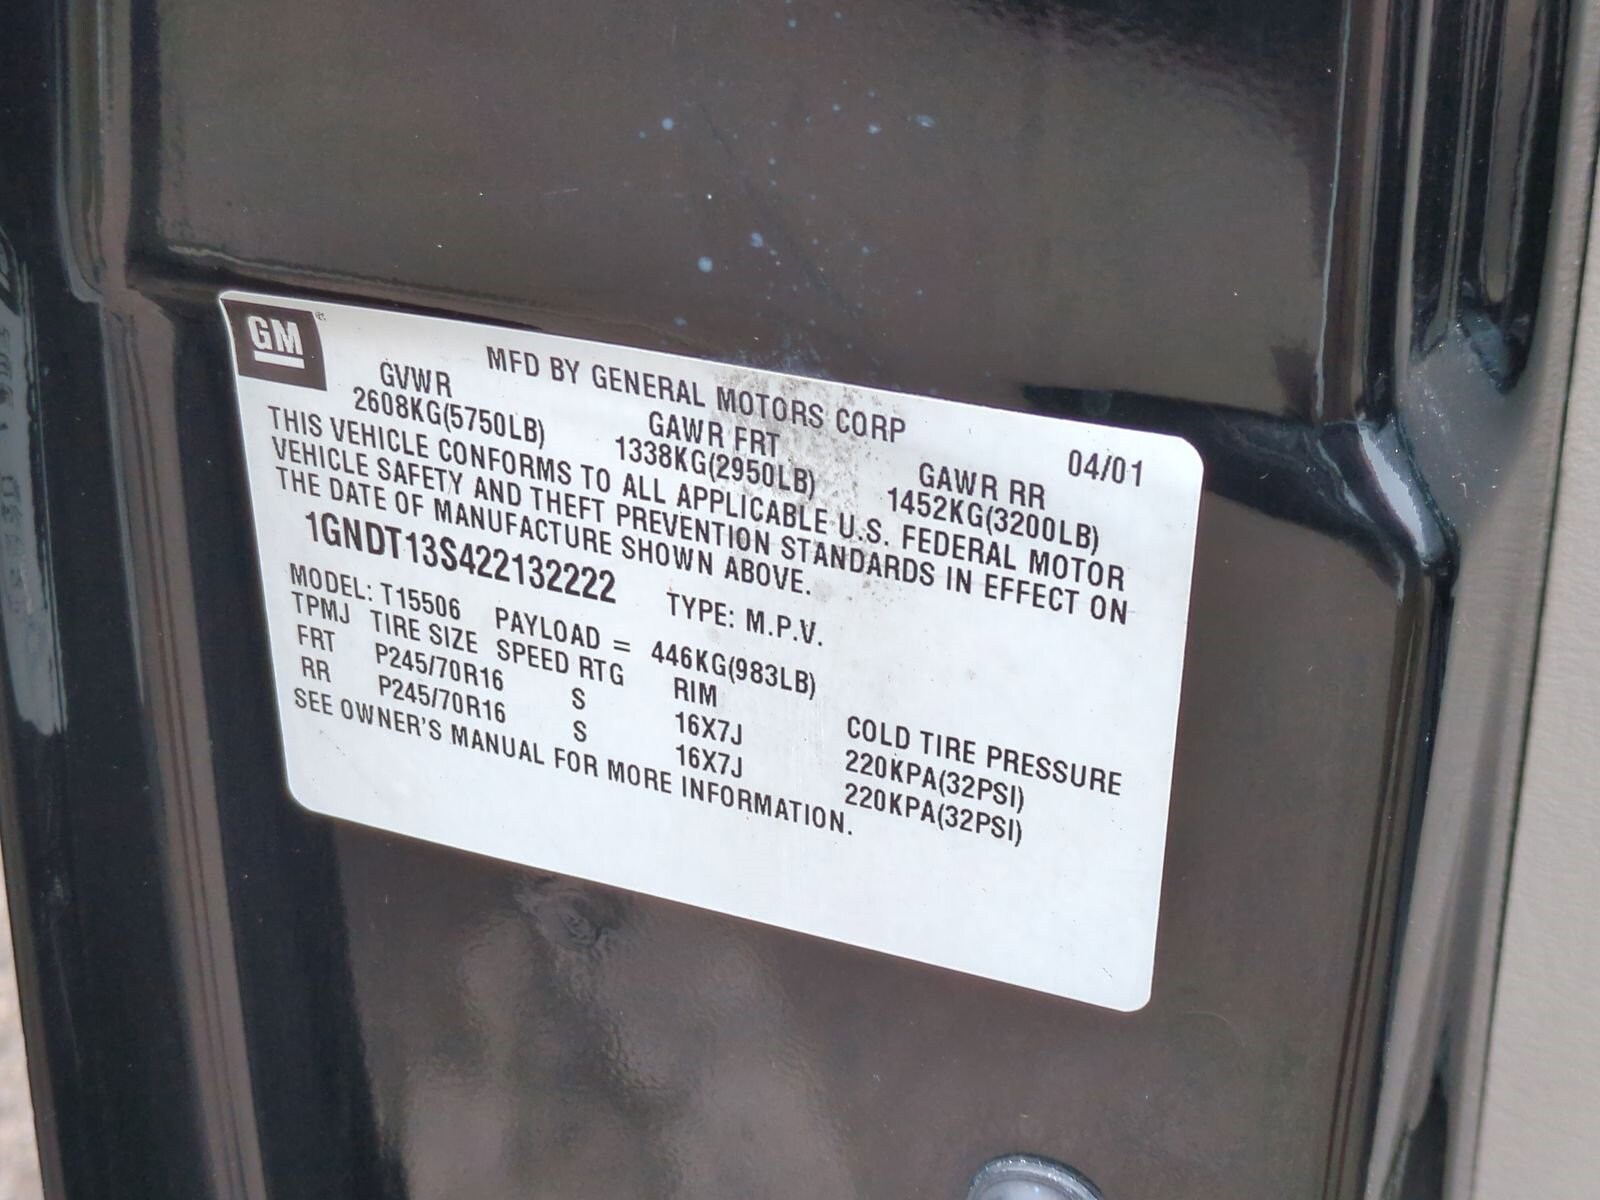 GM
MFD BY GENERAL MOTORS CORP 04/01
GVWR GAWR FRT GAWR RR
2608KG(5750LB) 1338KG(2950LB) 1452KG(3200LB)
THIS VEHICLE CONFORMS TO ALL APPLICABLE U.S. FEDERAL MOTOR
VEHICLE SAFETY AND THEFT PREVENTION STANDARDS IN EFFECT ON
THE DATE OF MANUFACTURE SHOWN ABOVE.
1GNDT13S422132222 TYPE: M.P.V.
MODEL: T15506 PAYLOAD = 446KG(983LB)
TPMJ TIRE SIZE SPEED RTG RIM COLD TIRE PRESSURE
FRT P245/70R16 S 16X7J 220KPA(32PSI)
RR P245/70R16 S 16X7J 220KPA(32PSI)
SEE OWNER'S MANUAL FOR MORE INFORMATION.